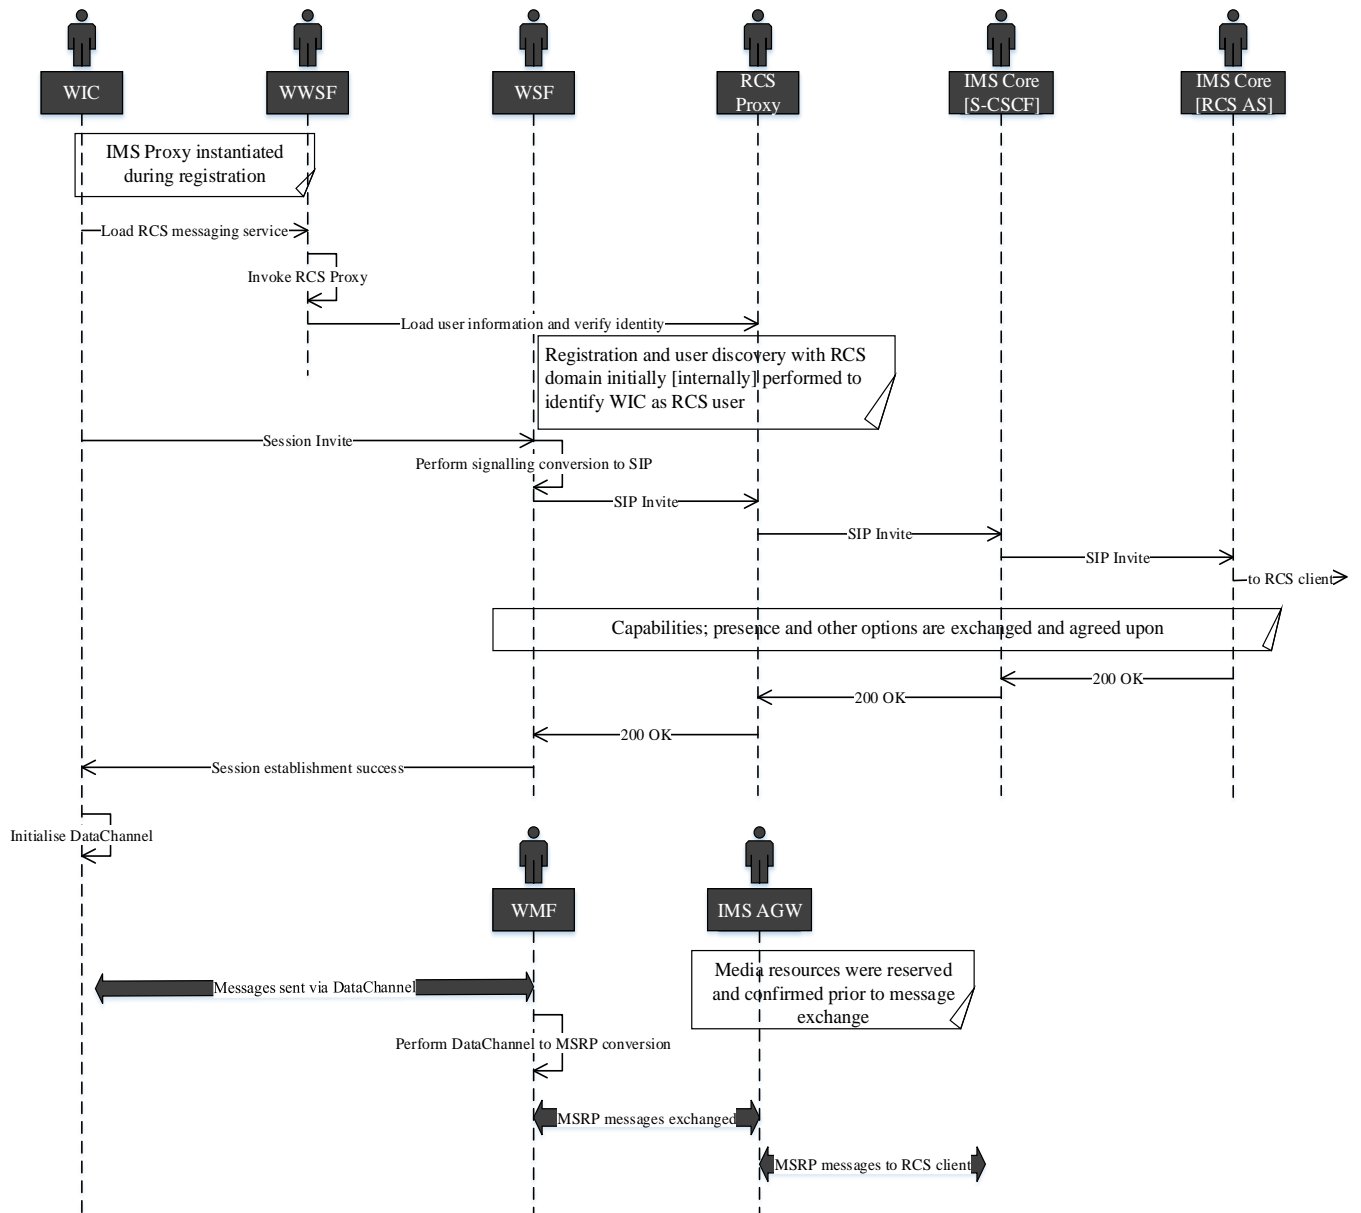 WIC
WWSF
WSF
RCS
Proxy
IMS Core
[S-CSCF]
IMS Core
[RCS AS]
IMS Proxy instantiated
during registration
Load RCS messaging service
Invoke RCS Proxy
Load user information and verify identity
Registration and user discovery with RCS
domain initially [internally] performed to
identify WIC as RCS user
Session Invite
Perform signalling conversion to SIP
SIP Invite
SIP Invite
SIP Invite
to RCS client
Capabilities; presence and other options are exchanged and agreed upon
200 OK
200 OK
200 OK
Session establishment success
Initialise DataChannel
WMF
IMS AGW
Media resources were reserved
and confirmed prior to message
exchange
Messages sent via DataChannel
Perform DataChannel to MSRP conversion
MSRP messages exchanged
MSRP messages to RCS client